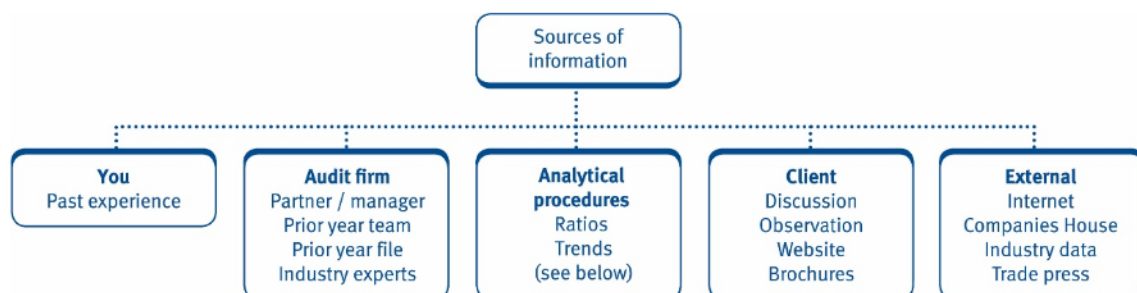 Sources of
information
You
Past experience
Audit firm
Partner / manager
Prior year team
Prior year file
Industry experts
Analytical
procedures
Ratios
Trends
(see below)
Client
Discussion
Observation
Website
Brochures
External
Internet
Companies House
Industry data
Trade press